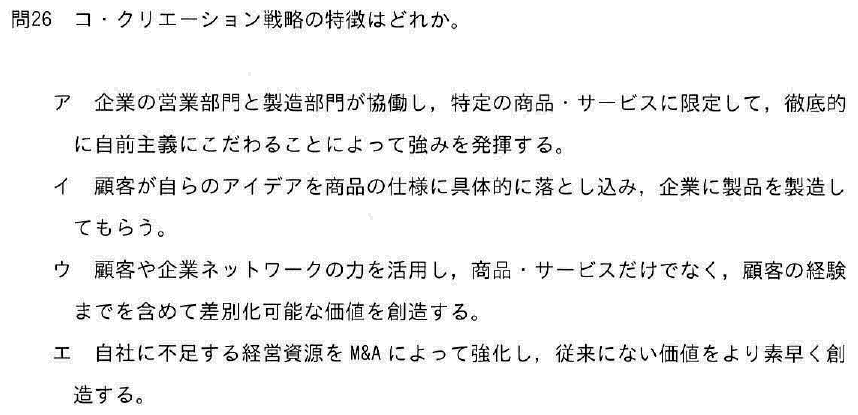 問26 コ・クリエーション戦略の特徴はどれか。
ア 企業の営業部門と製造部門が協働し，特定の商品・サービスに限定して，徹底的
に自前主義にこだわることによって強みを発揮する。
イ 顧客が自らのアイデアを商品の仕様に具体的に落とし込み，企業に製品を製造し
てもらう。
ウ 顧客や企業ネットワークの力を活用し，商品・サービスだけでなく，顧客の経験
までを含めて差別化可能な価値を創造する。
エ 自社に不足する経営資源をM&Aによって強化し，従来にない価値をより素早く創
造する。